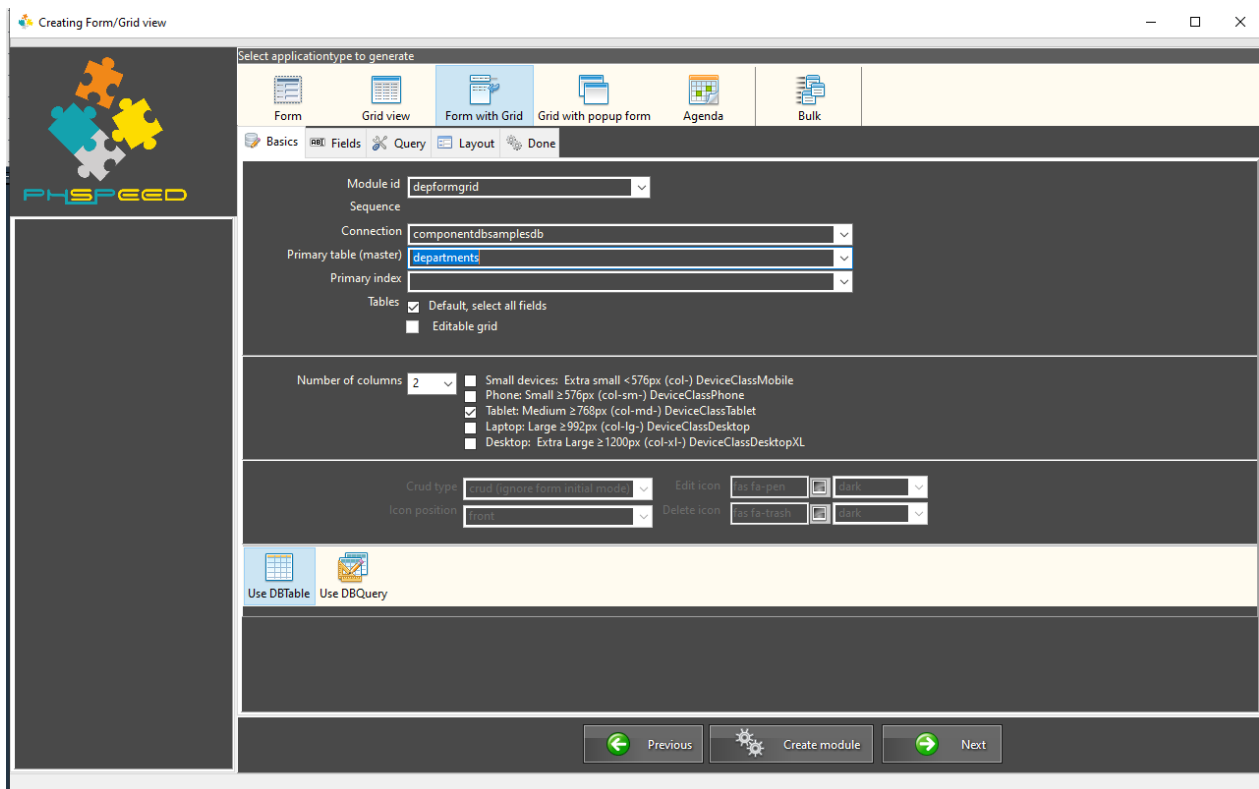 Creating Form/Grid view
PHSPEED
Select applicationtype to generate
Form Grid view Form with Grid Grid with popup form Agenda Bulk
Basics ABI Fields Query Layout Done
Module id depformgrid
Sequence
Connection componentdbsamplesdb
Primary table (master) departments
Primary index
Tables Default, select all fields
Editable grid
Number of columns 2 Small devices: Extra small <576px (col-) DeviceClassMobile
Phone: Small ≥576px (col-sm-) DeviceClassPhone
Tablet: Medium ≥768px (col-md-) DeviceClassTablet
Laptop: Large ≥992px (col-lg-) DeviceClassDesktop
Desktop: Extra Large ≥1200px (col-xl-) DeviceClassDesktopXL
Crud type crud (ignore form initial mode) Edit icon fas fa-pen dark
Icon position front Delete icon fas fa-trash dark
Use DBTable Use DBQuery
Previous Create module Next